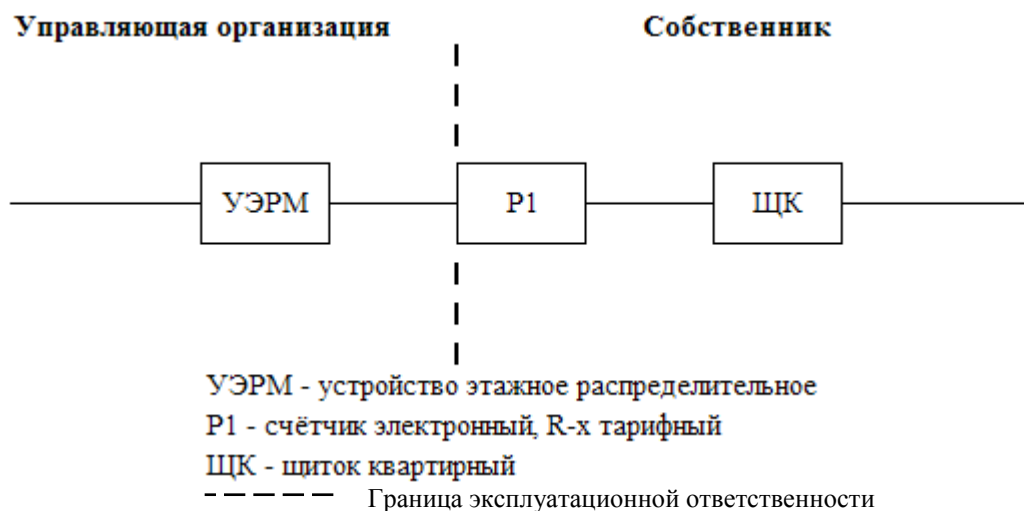 Управляющая организация
Собственник
УЭРМ
Р1
ЩК
УЭРМ - устройство этажное распределительное
Р1 - счётчик электронный, R-х тарифный
ЩК - щиток квартирный
Граница эксплуатационной ответственности